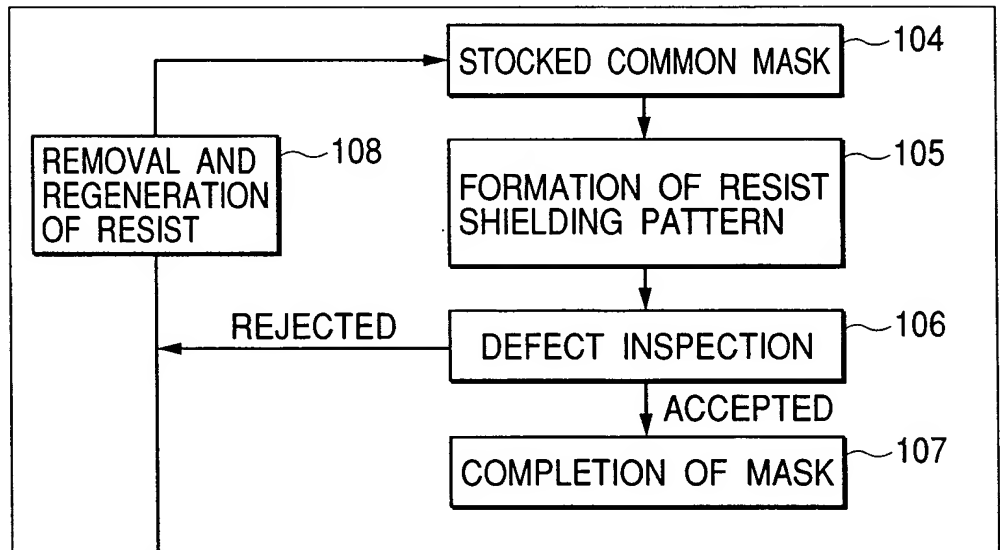 STOCKED COMMON MASK
104
REMOVAL AND
REGENERATION
OF RESIST
108
FORMATION OF RESIST
SHIELDING PATTERN
105
REJECTED
DEFECT INSPECTION
106
ACCEPTED
COMPLETION OF MASK
107